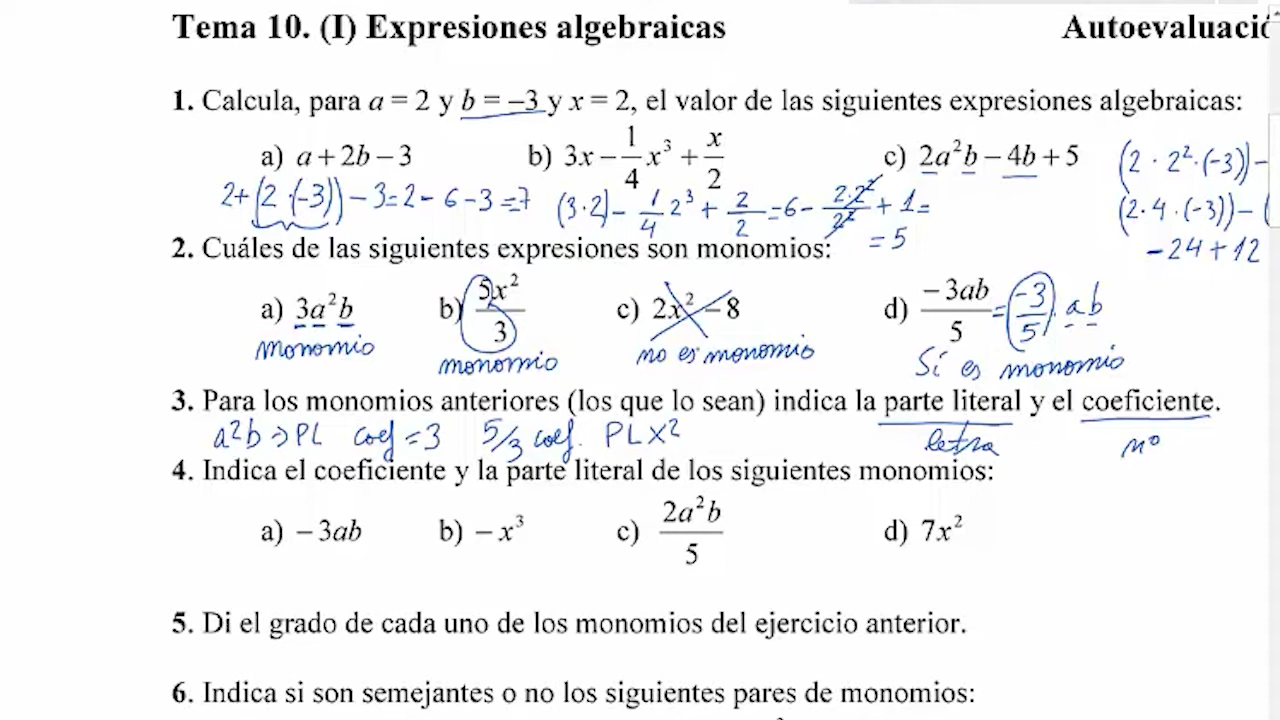 Tema 10. (I) Expresiones algebraicas Autoevaluació
1. Calcula, para a = 2 y b = −3 y x = 2, el valor de las siguientes expresiones algebraicas:
a) a + 2b − 3 b) 3x − 1/4 x³ + x/2 c) 2a²b − 4b + 5 (2 · 2² · (-3)) −
2 + (2 · (-3)) − 3 = 2 − 6 − 3 = -7 (3·2) − 1/4 2³ + 2/2 = 6 − 2·2²/2² + 1 = (2 · 4 · (-3)) − (
= 5 − 24 + 12
2. Cuáles de las siguientes expresiones son monomios:
a) 3a²b b) 5x²/3 c) 2x² − 8 d) −3ab/5 = (-3/5) · a b
monomio monomio no es monomio Sí es monomio
3. Para los monomios anteriores (los que lo sean) indica la parte literal y el coeficiente.
a²b → PL coef = 3 5/3 coef. PL x² letra nº
4. Indica el coeficiente y la parte literal de los siguientes monomios:
a) − 3ab b) − x³ c) 2a²b/5 d) 7x²
5. Di el grado de cada uno de los monomios del ejercicio anterior.
6. Indica si son semejantes o no los siguientes pares de monomios: